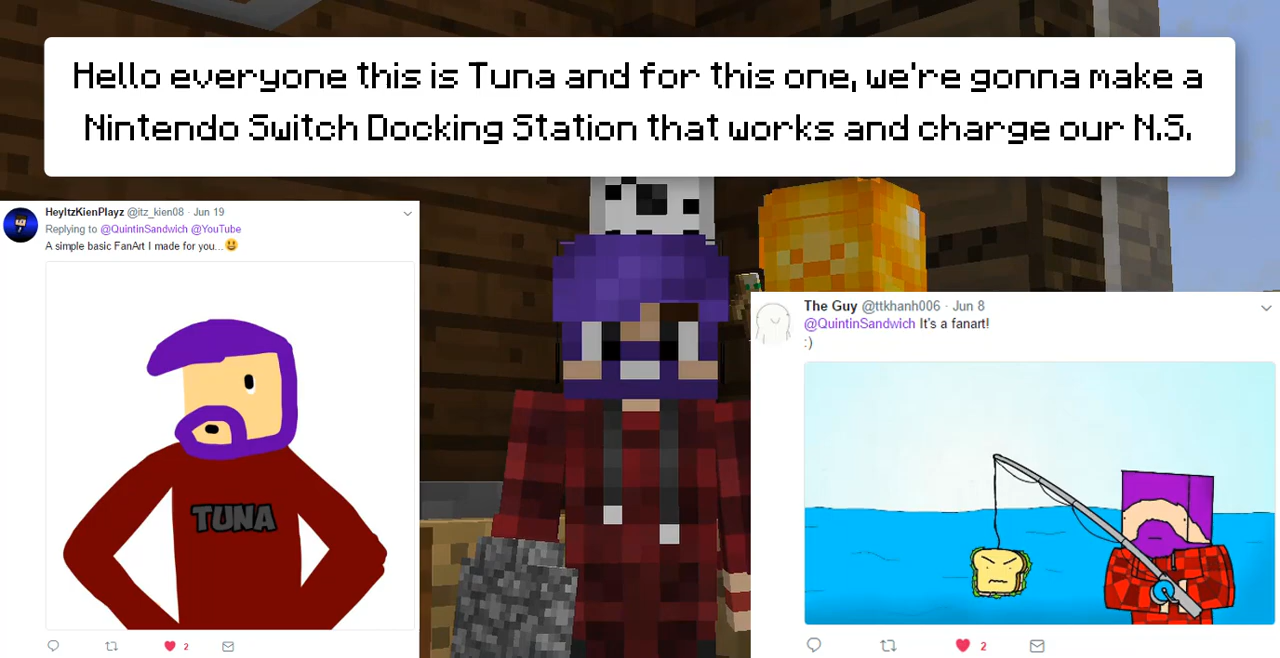 Hello everyone this is Tuna and for this one, we're gonna make a
Nintendo Switch Docking Station that works and charge our N.S.
HeyItzKienPlayz @itz_kien08 · Jun 19
Replying to @QuintinSandwich @YouTube
A simple basic FanArt I made for you...😃
TUNA
2
The Guy @ttkhanh006 · Jun 8
@QuintinSandwich It's a fanart!
:)
2